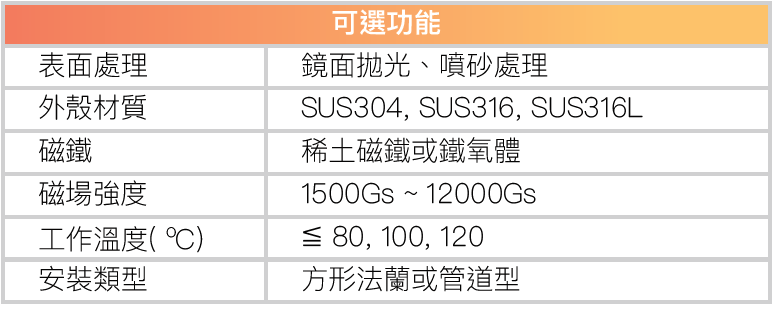 可選功能
表面處理 鏡面拋光、噴砂處理
外殼材質 SUS304, SUS316, SUS316L
磁鐵 稀土磁鐵或鐵氧體
磁場強度 1500Gs ~ 12000Gs
工作溫度( ºC) ≦ 80, 100, 120
安裝類型 方形法蘭或管道型